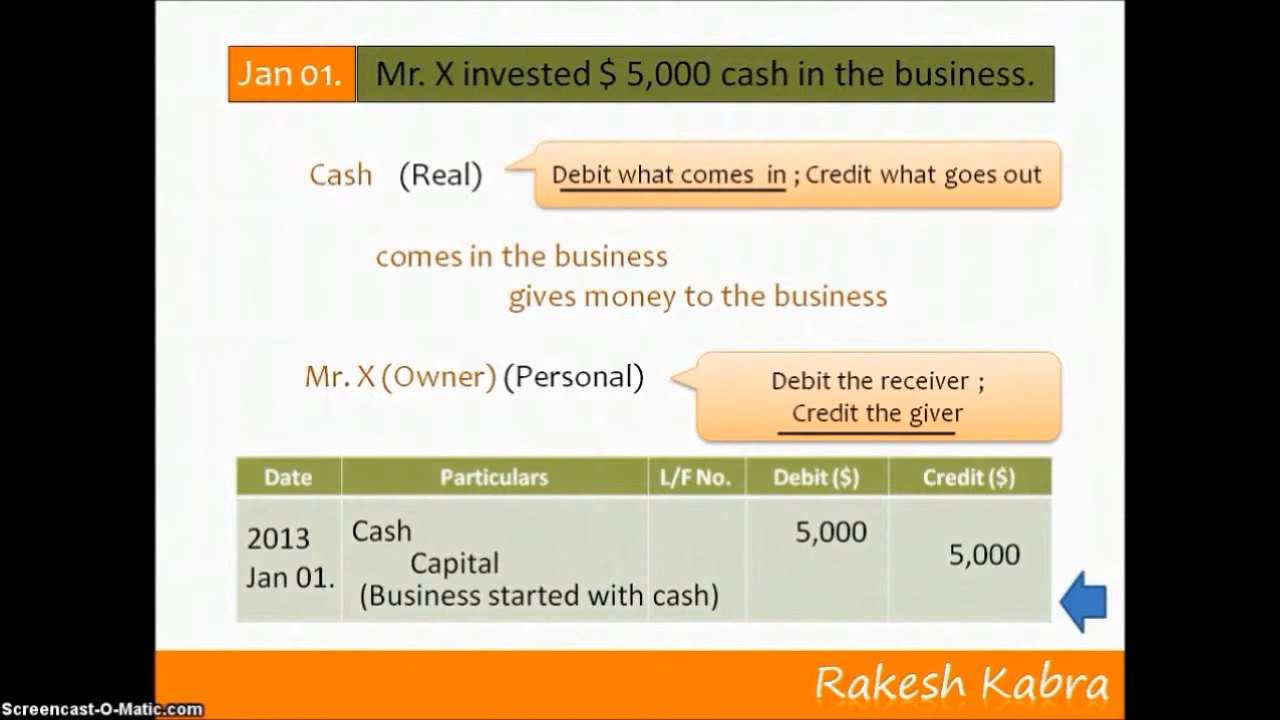 Jan 01. Mr. X invested $ 5,000 cash in the business.
Cash (Real) Debit what comes in ; Credit what goes out
comes in the business
gives money to the business
Mr. X (Owner) (Personal)
Debit the receiver ;
Credit the giver
Date Particulars L/F No. Debit ($) Credit ($)
2013 Cash 5,000
Capital 5,000
Jan 01.
(Business started with cash)
Rakesh Kabra
Screencast-O-Matic.com